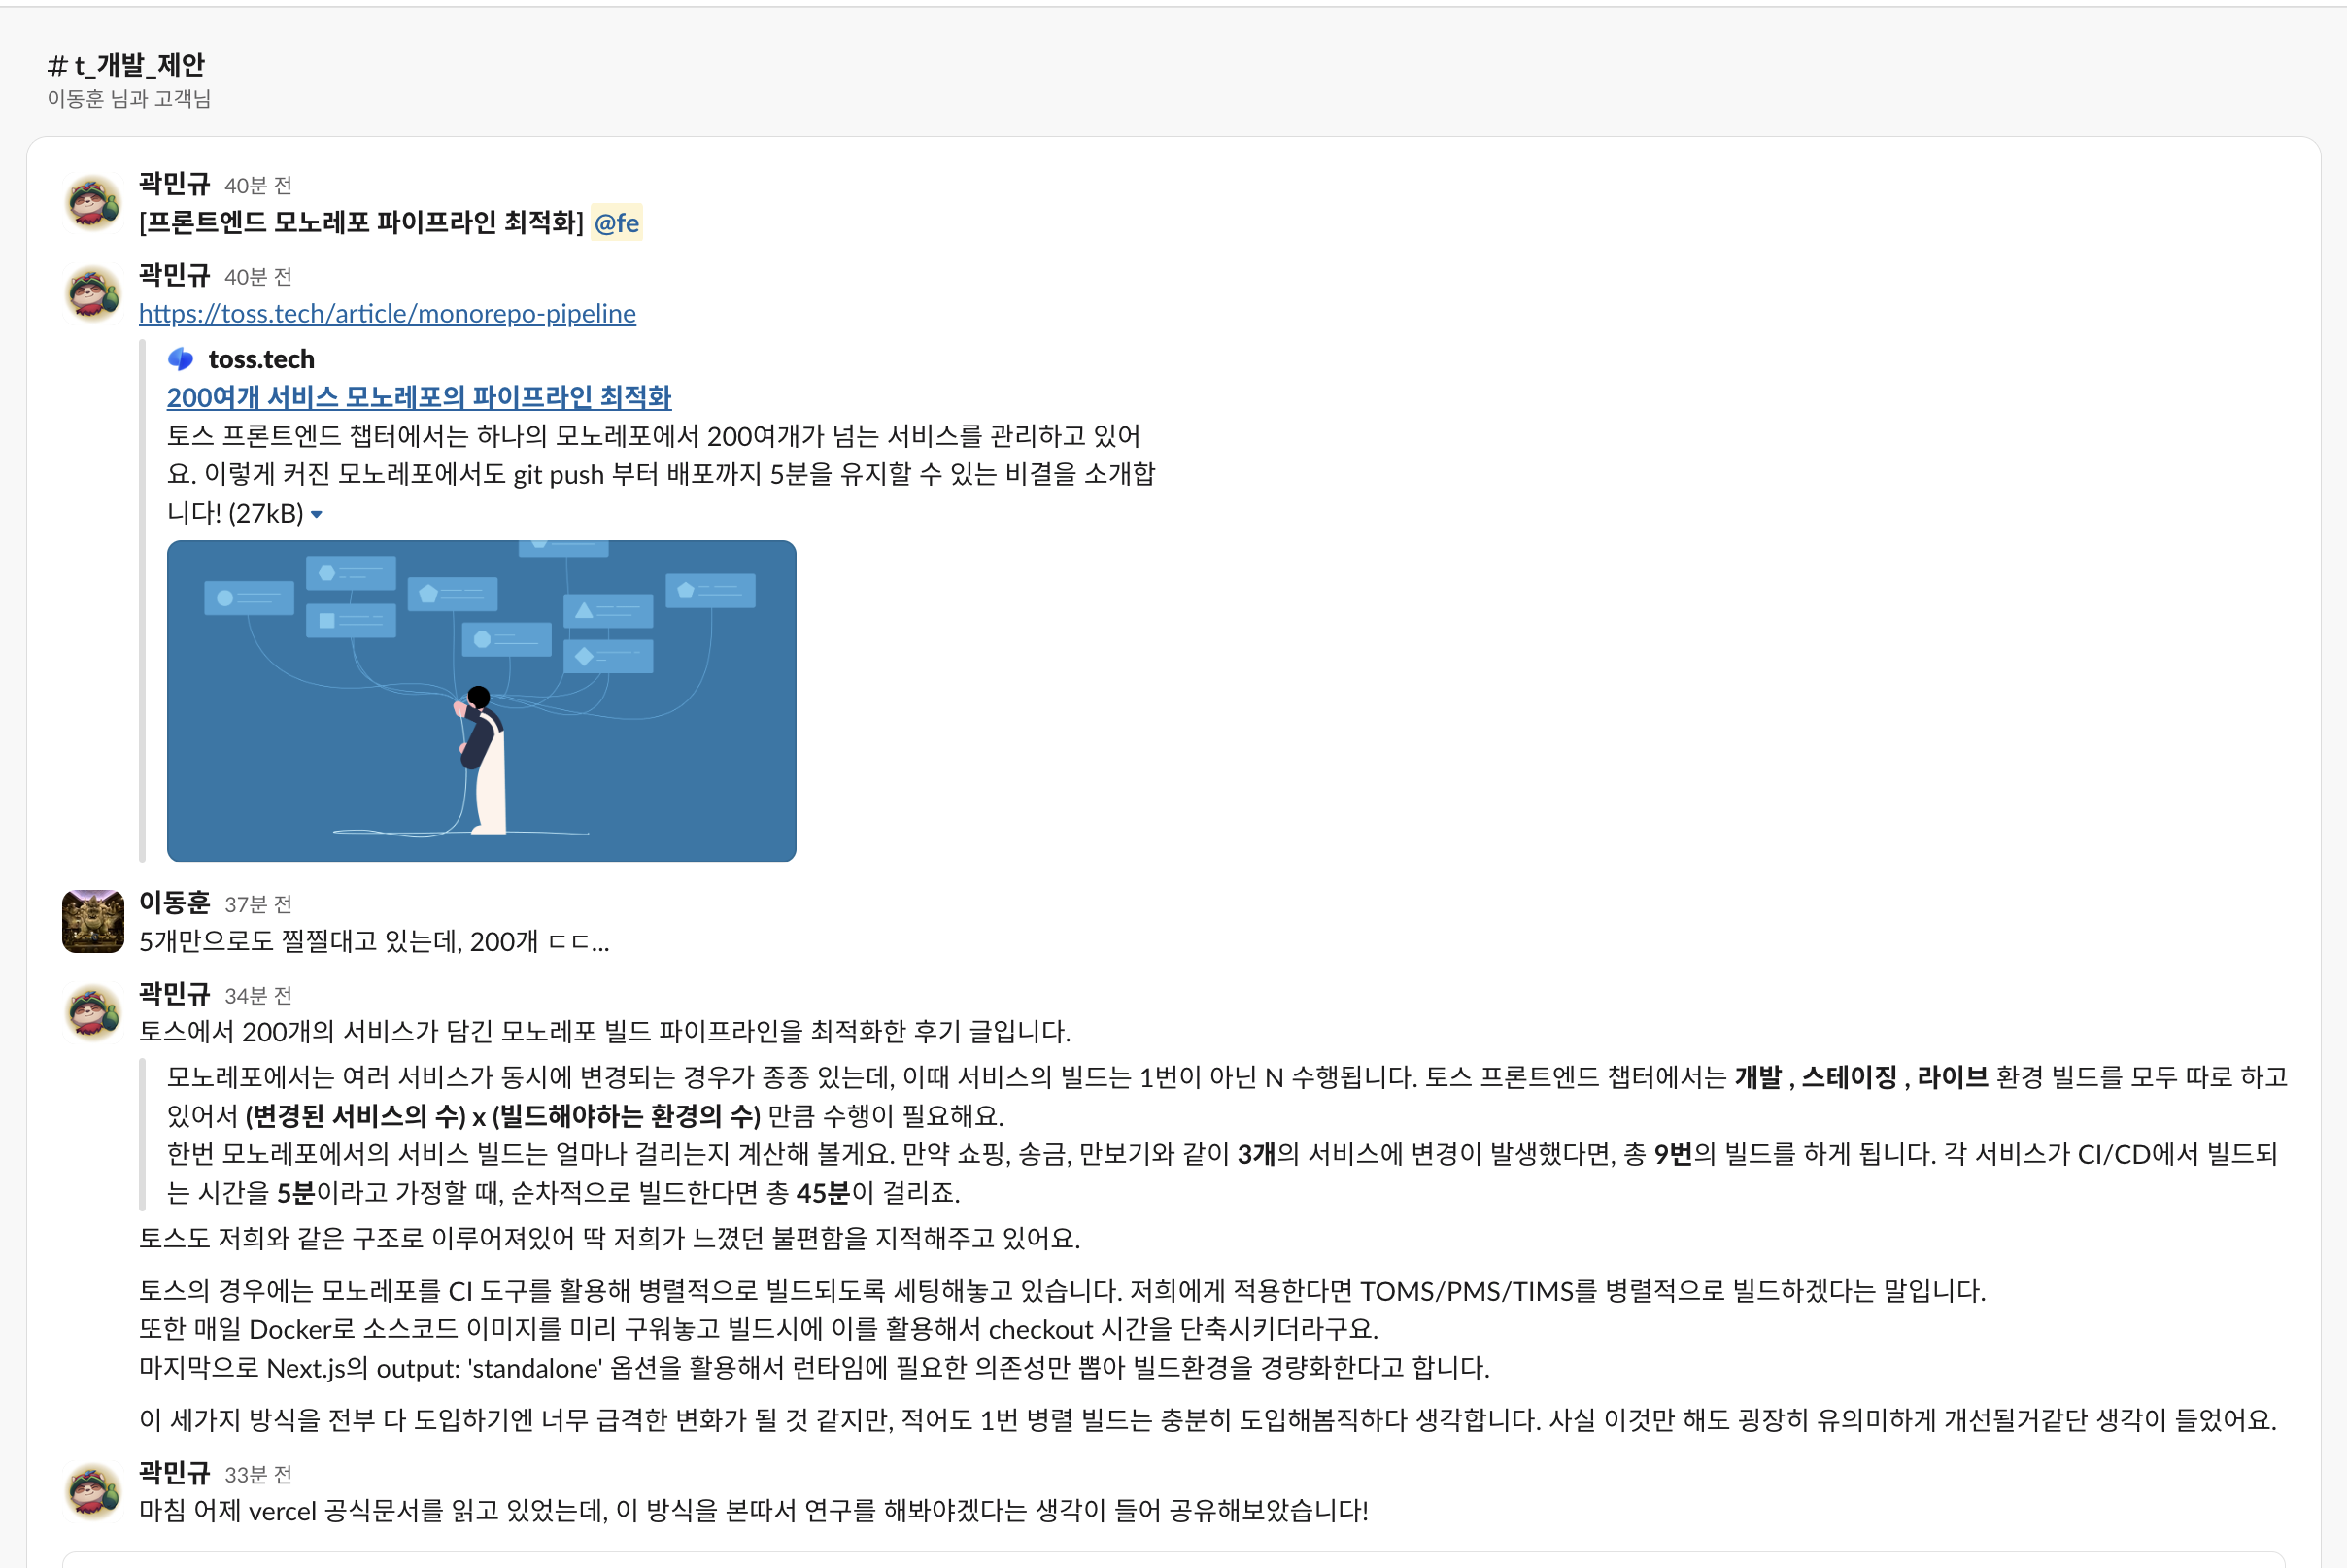 # t_개발_제안
이동훈 님과 고객님
곽민규 40분 전
[프론트엔드 모노레포 파이프라인 최적화] @fe
곽민규 40분 전
https://toss.tech/article/monorepo-pipeline
toss.tech
200여개 서비스 모노레포의 파이프라인 최적화
토스 프론트엔드 챕터에서는 하나의 모노레포에서 200여개가 넘는 서비스를 관리하고 있어
요. 이렇게 커진 모노레포에서도 git push 부터 배포까지 5분을 유지할 수 있는 비결을 소개합
니다! (27kB)
이동훈 37분 전
5개만으로도 찔찔대고 있는데, 200개 ㄷㄷ...
곽민규 34분 전
토스에서 200개의 서비스가 담긴 모노레포 빌드 파이프라인을 최적화한 후기 글입니다.
모노레포에서는 여러 서비스가 동시에 변경되는 경우가 종종 있는데, 이때 서비스의 빌드는 1번이 아닌 N 수행됩니다. 토스 프론트엔드 챕터에서는 개발 , 스테이징 , 라이브 환경 빌드를 모두 따로 하고
있어서 (변경된 서비스의 수) x (빌드해야하는 환경의 수) 만큼 수행이 필요해요.
한번 모노레포에서의 서비스 빌드는 얼마나 걸리는지 계산해 볼게요. 만약 쇼핑, 송금, 만보기와 같이 3개의 서비스에 변경이 발생했다면, 총 9번의 빌드를 하게 됩니다. 각 서비스가 CI/CD에서 빌드되
는 시간을 5분이라고 가정할 때, 순차적으로 빌드한다면 총 45분이 걸리죠.
토스도 저희와 같은 구조로 이루어져있어 딱 저희가 느꼈던 불편함을 지적해주고 있어요.
토스의 경우에는 모노레포를 CI 도구를 활용해 병렬적으로 빌드되도록 세팅해놓고 있습니다. 저희에게 적용한다면 TOMS/PMS/TIMS를 병렬적으로 빌드하겠다는 말입니다.
또한 매일 Docker로 소스코드 이미지를 미리 구워놓고 빌드시에 이를 활용해서 checkout 시간을 단축시키더라구요.
마지막으로 Next.js의 output: 'standalone' 옵션을 활용해서 런타임에 필요한 의존성만 뽑아 빌드환경을 경량화한다고 합니다.
이 세가지 방식을 전부 다 도입하기엔 너무 급격한 변화가 될 것 같지만, 적어도 1번 병렬 빌드는 충분히 도입해봄직하다 생각합니다. 사실 이것만 해도 굉장히 유의미하게 개선될거같단 생각이 들었어요.
곽민규 33분 전
마침 어제 vercel 공식문서를 읽고 있었는데, 이 방식을 본따서 연구를 해봐야겠다는 생각이 들어 공유해보았습니다!